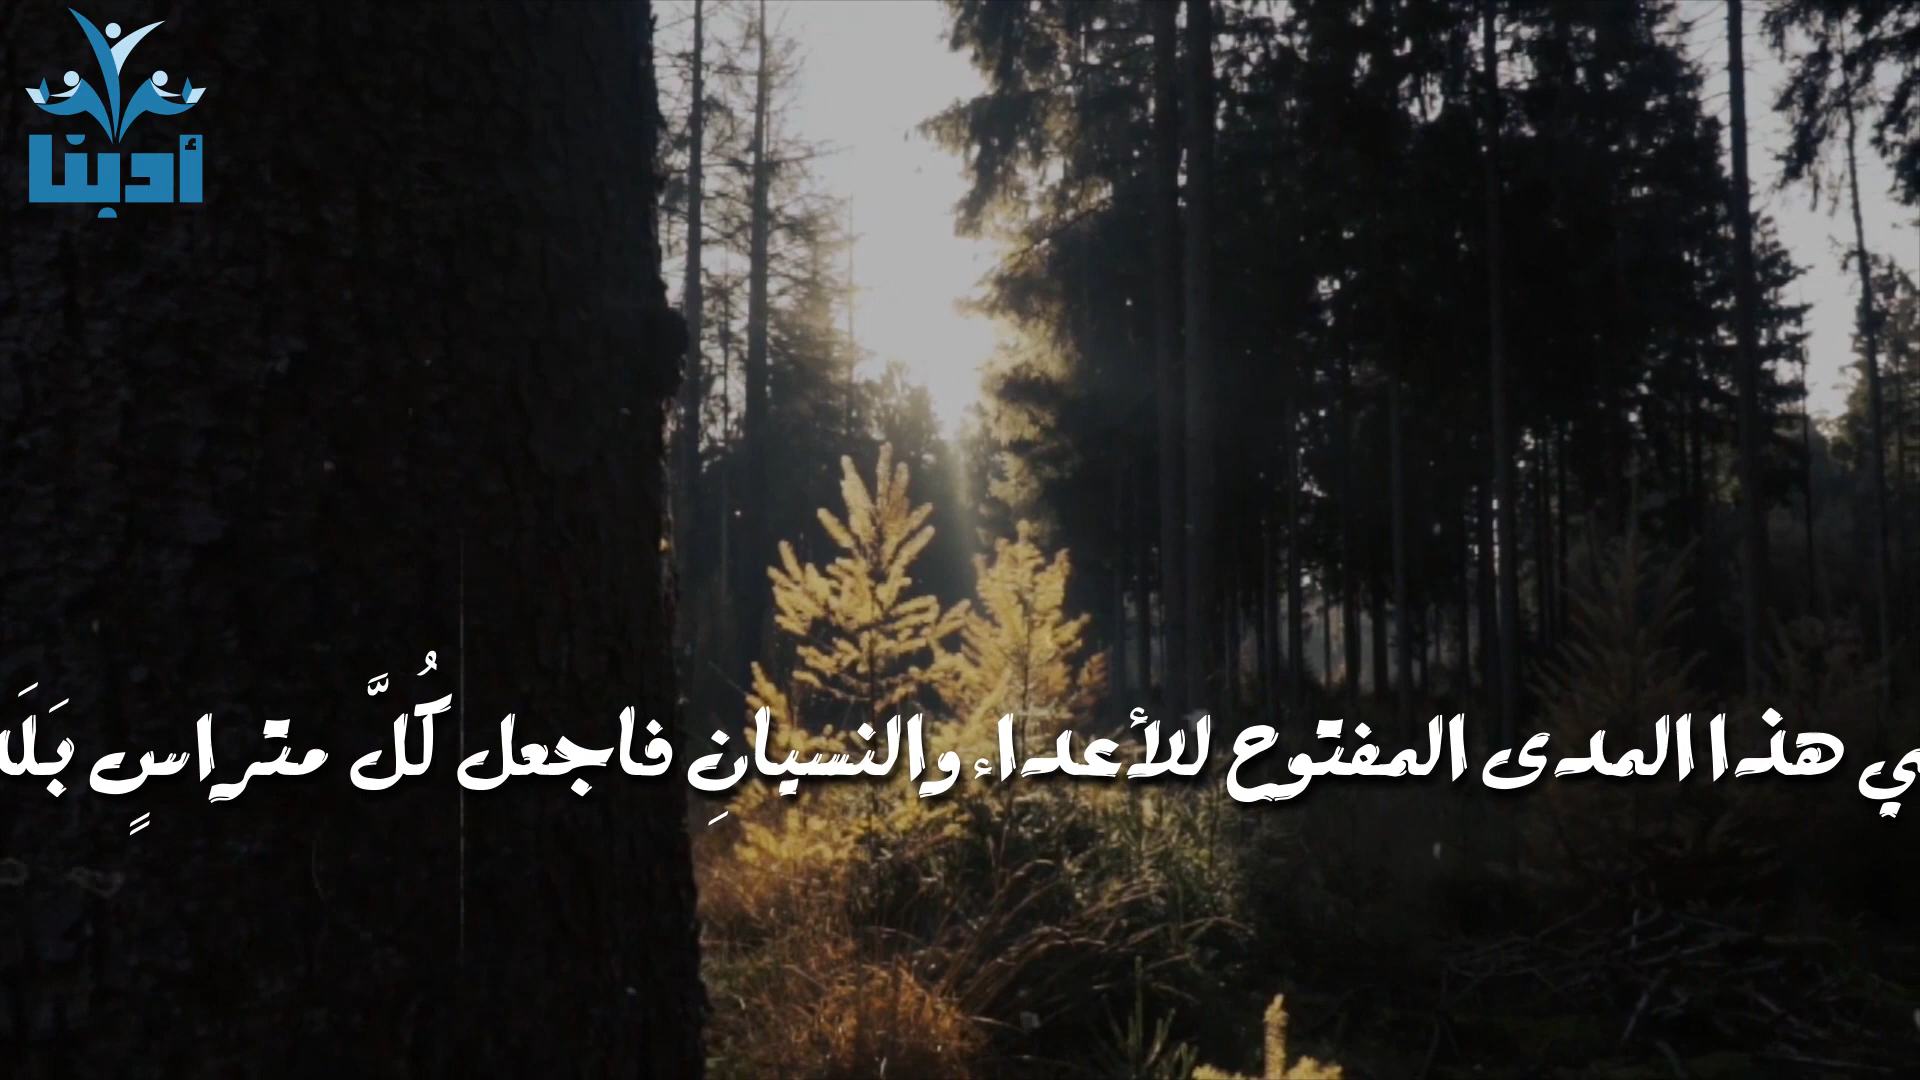 أدبنا
هذا المدى المفتوح للأعداء والنسيانِ فاجعل كُلَّ متراسٍ